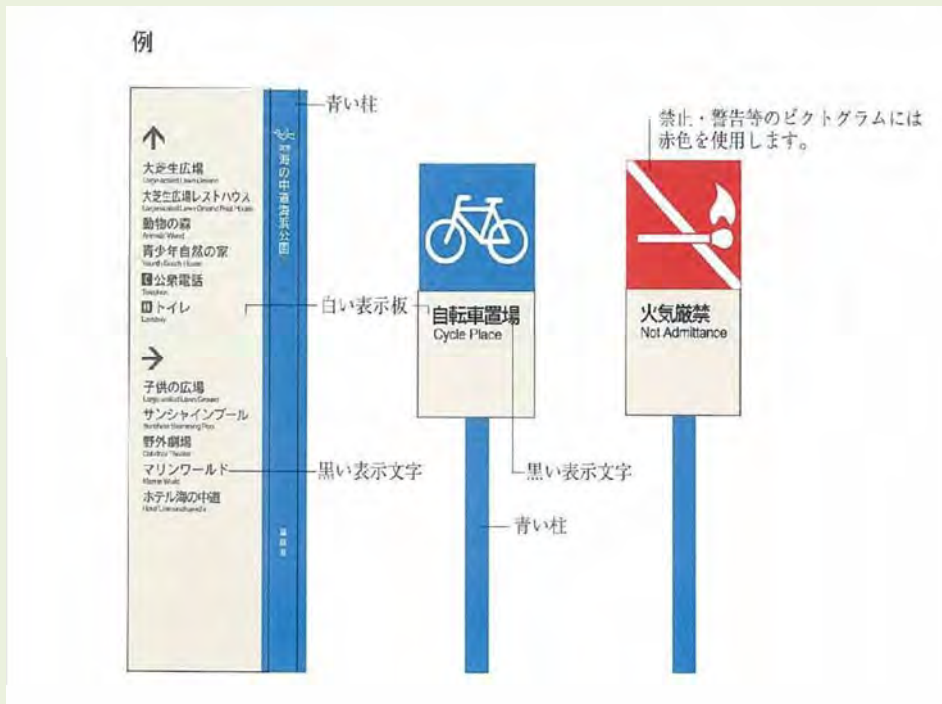 例
青い柱
大芝生広場
大芝生広場レストハウス
動物の森
青少年自然の家
公衆電話
トイレ
子供の広場
サンシャインプール
野外劇場
マリンワールド
ホテル海の中道
海の中道海浜公園
白い表示板
黒い表示文字
自転車置場
Cycle Place
黒い表示文字
青い柱
禁止・警告等のピクトグラムには
赤色を使用します。
火気厳禁
Not Admittance